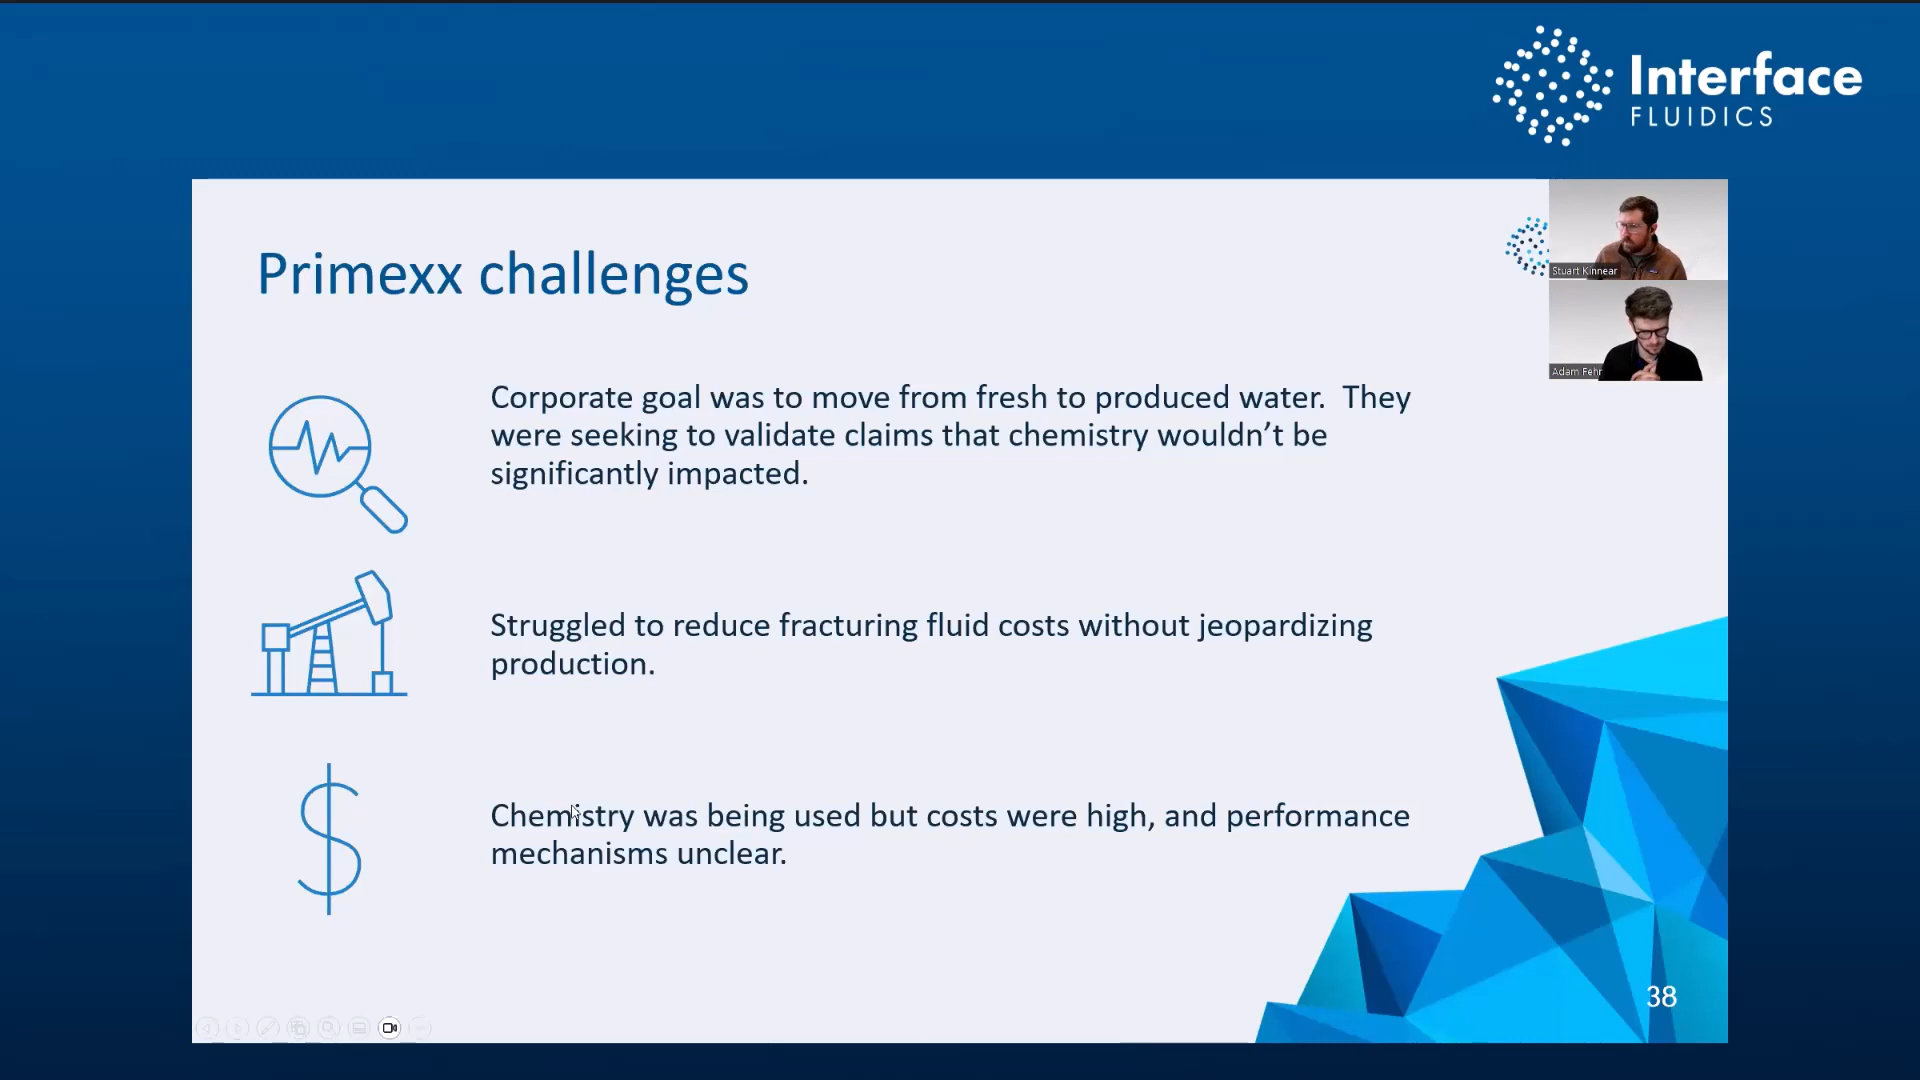 Interface
FLUIDICS
Primexx challenges
Stuart Kinnear
Adam Fehr
Corporate goal was to move from fresh to produced water.  They
were seeking to validate claims that chemistry wouldn’t be
significantly impacted.
Struggled to reduce fracturing fluid costs without jeopardizing
production.
Chemistry was being used but costs were high, and performance
mechanisms unclear.
38